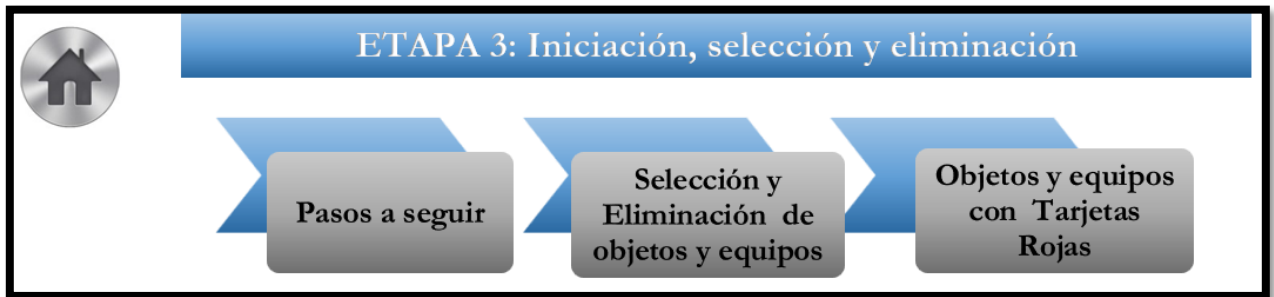 ETAPA 3: Iniciación, selección y eliminación
Pasos a seguir
Selección y
Eliminación de
objetos y equipos
Objetos y equipos
con Tarjetas
Rojas